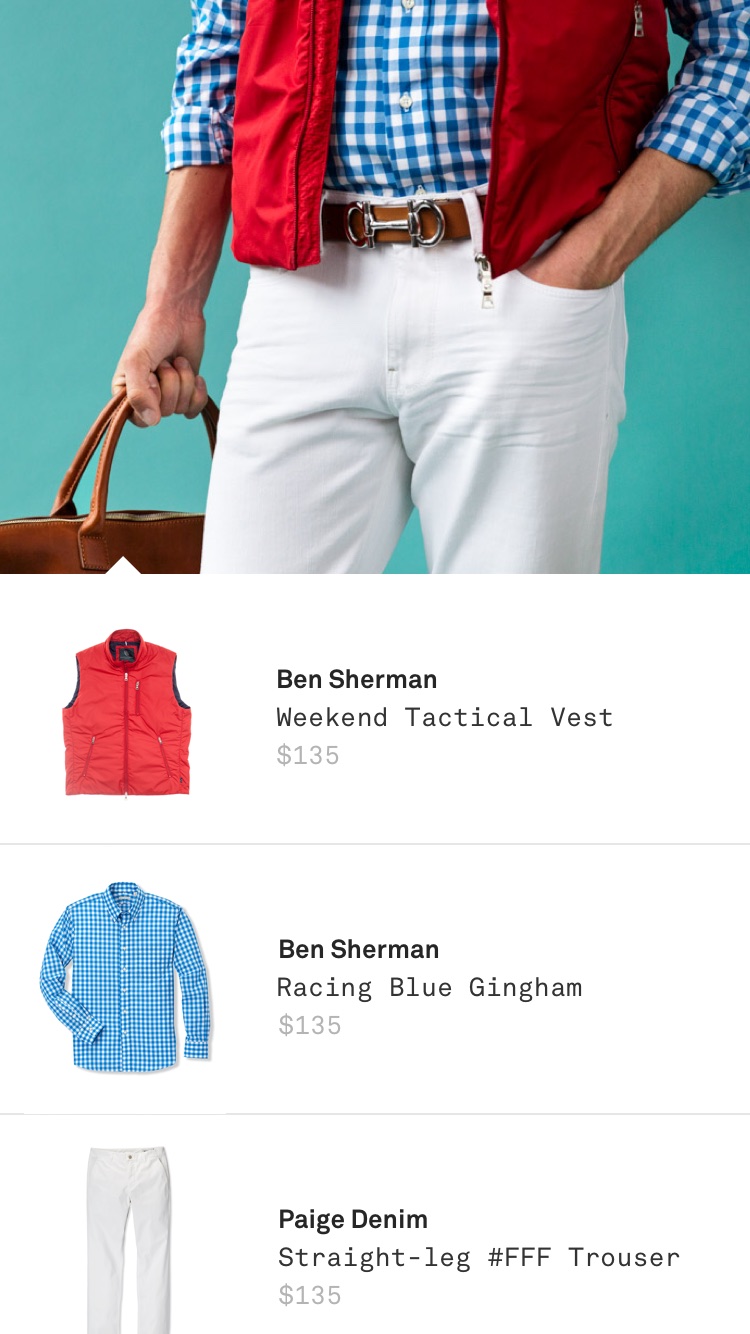 Ben Sherman
Weekend Tactical Vest
$135
Ben Sherman
Racing Blue Gingham
$135
Paige Denim
Straight-leg #FFF Trouser
$135